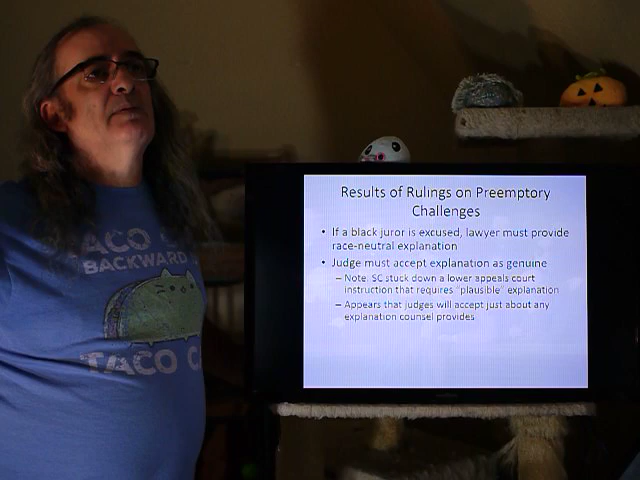 TACO
BACKWARD
TACO C
Results of Rulings on Preemptory
Challenges
• If a black juror is excused, lawyer must provide
race-neutral explanation
• Judge must accept explanation as genuine
– Note: SC stuck down a lower appeals court
instruction that requires "plausible" explanation
– Appears that judges will accept just about any
explanation counsel provides